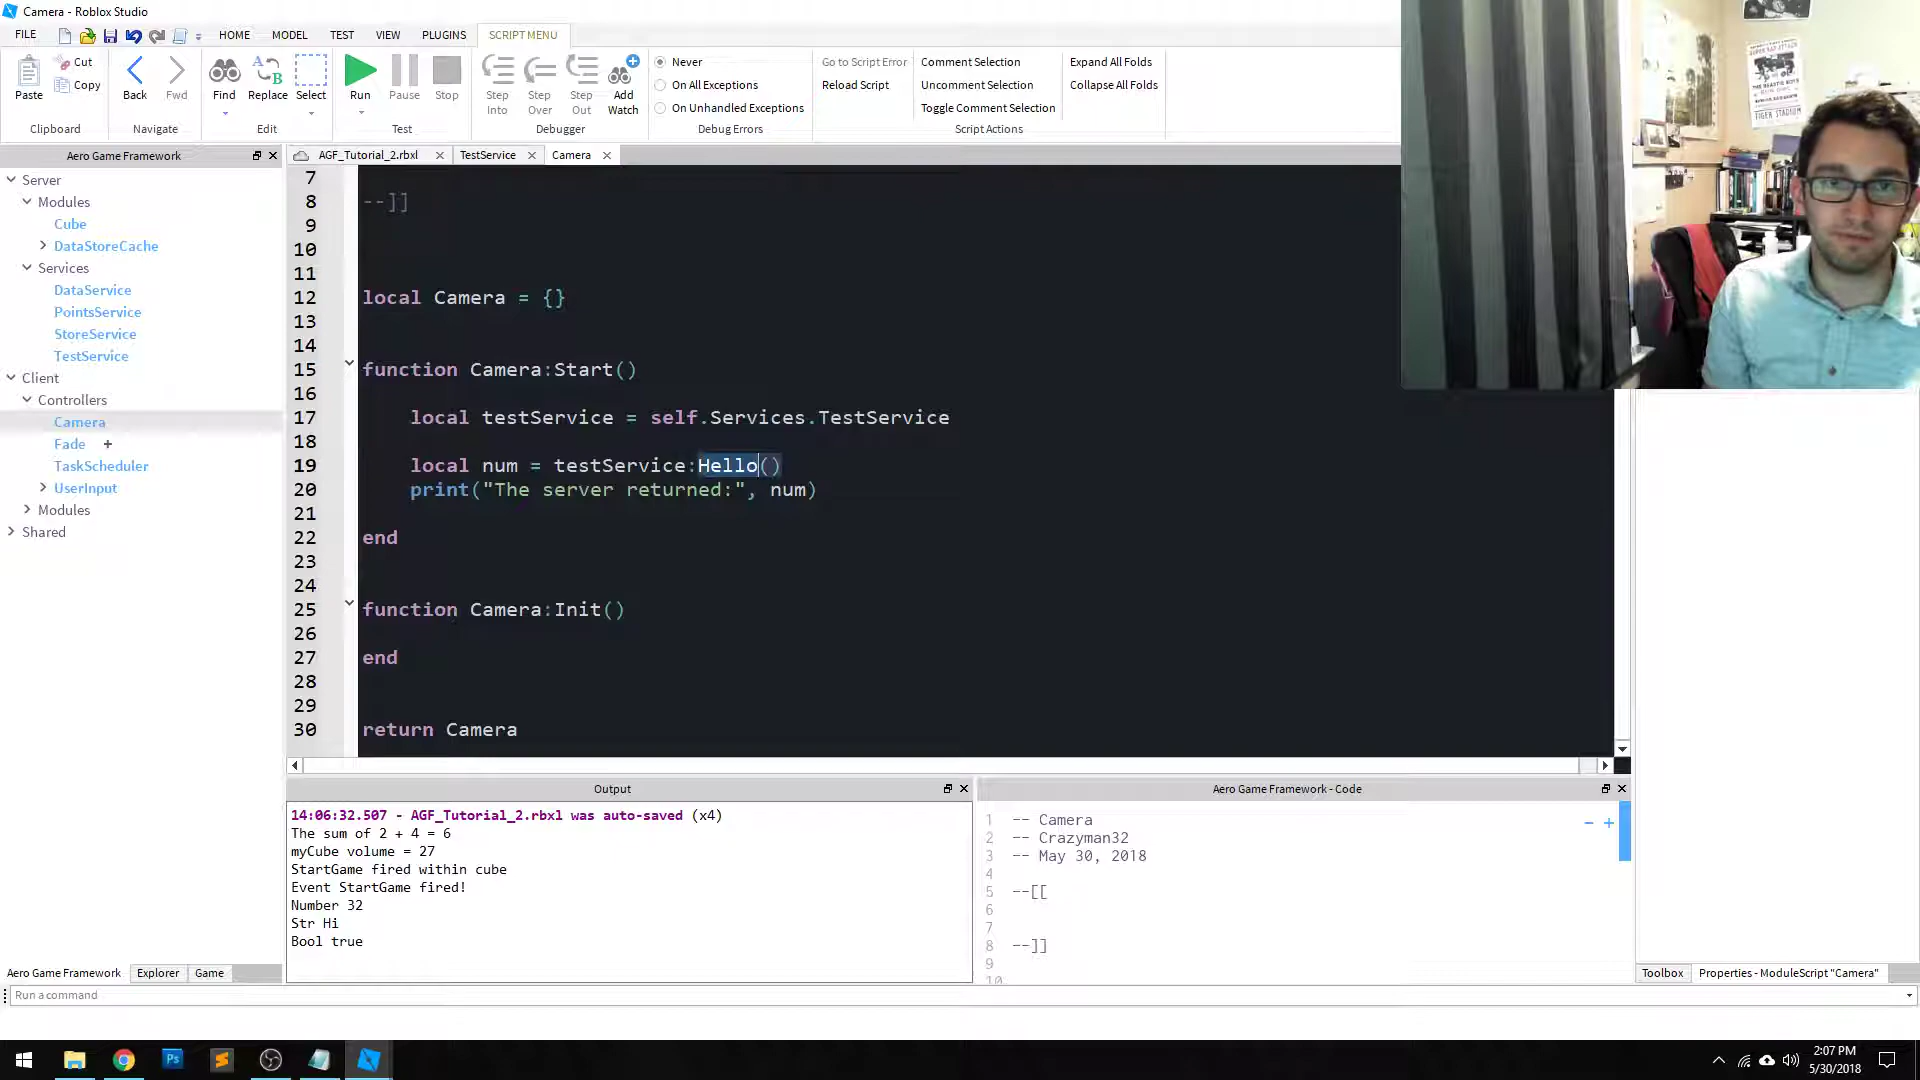 Camera - Roblox Studio
FILE HOME MODEL TEST VIEW PLUGINS SCRIPT MENU
Paste Cut Copy Clipboard
Back Fwd Navigate
Find Replace Select Edit
Run Pause Stop Test
Step Into Step Over Step Out Add Watch Debugger
Never
On All Exceptions
On Unhandled Exceptions
Debug Errors
Go to Script Error
Reload Script
Comment Selection
Uncomment Selection
Toggle Comment Selection
Script Actions
Expand All Folds
Collapse All Folds
Aero Game Framework
Server
Modules
Cube
DataStoreCache
Services
DataService
PointsService
StoreService
TestService
Client
Controllers
Camera
Fade +
TaskScheduler
UserInput
Modules
Shared
AGF_Tutorial_2.rbxl TestService Camera
7
8 --]]
9
10
11
12 local Camera = {}
13
14
15 function Camera:Start()
16
17 local testService = self.Services.TestService
18
19 local num = testService:Hello()
20 print("The server returned:", num)
21
22 end
23
24
25 function Camera:Init()
26
27 end
28
29
30 return Camera
Output
14:06:32.507 - AGF_Tutorial_2.rbxl was auto-saved (x4)
The sum of 2 + 4 = 6
myCube volume = 27
StartGame fired within cube
Event StartGame fired!
Number 32
Str Hi
Bool true
Aero Game Framework - Code
1 -- Camera
2 -- Crazyman32
3 -- May 30, 2018
4
5 --[[
6
7
8 --]]
9
10
Aero Game Framework Explorer Game
Toolbox Properties - ModuleScript "Camera"
Run a command
2:07 PM
5/30/2018
TIGER STADIUM
Ps